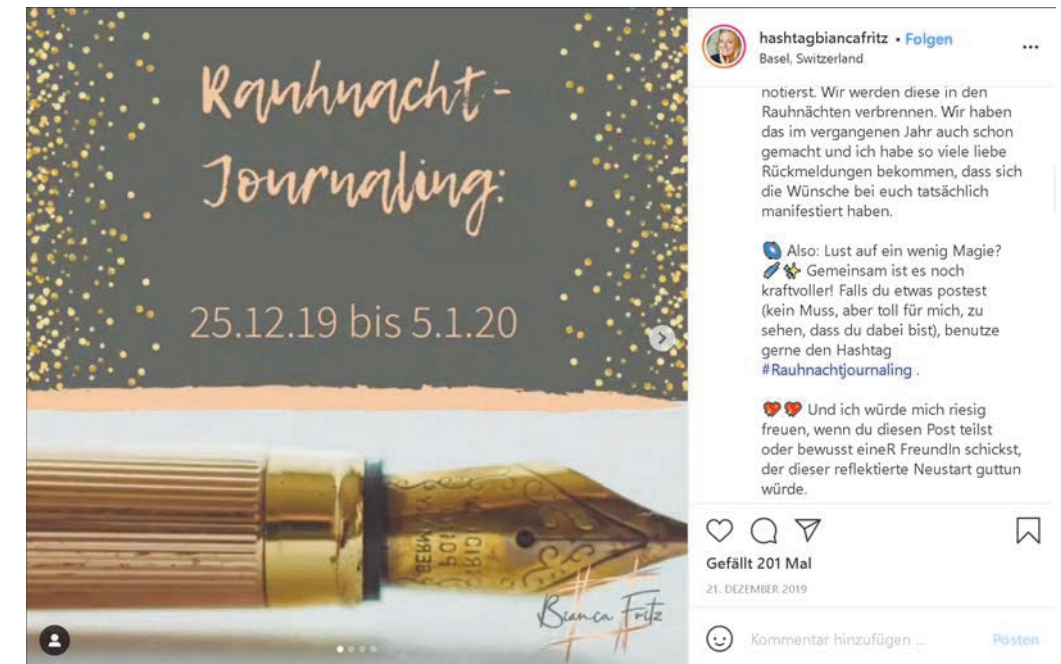 Rauhnacht-
Journaling:
25.12.19 bis 5.1.20
Bianca Fritz
hashtagbiancafritz • Folgen
Basel, Switzerland
notierst. Wir werden diese in den
Rauhnächten verbrennen. Wir haben
das im vergangenen Jahr auch schon
gemacht und ich habe so viele liebe
Rückmeldungen bekommen, dass sich
die Wünsche bei euch tatsächlich
manifestiert haben.
Also: Lust auf ein wenig Magie?
Gemeinsam ist es noch
kraftvoller! Falls du etwas postest
(kein Muss, aber toll für mich, zu
sehen, dass du dabei bist), benutze
gerne den Hashtag
#Rauhnachtjournaling .
Und ich würde mich riesig
freuen, wenn du diesen Post teilst
oder bewusst eineR FreundIn schickst,
der dieser reflektierte Neustart guttun
würde.
Gefällt 201 Mal
21. DEZEMBER 2019
Kommentar hinzufügen ...
Posten